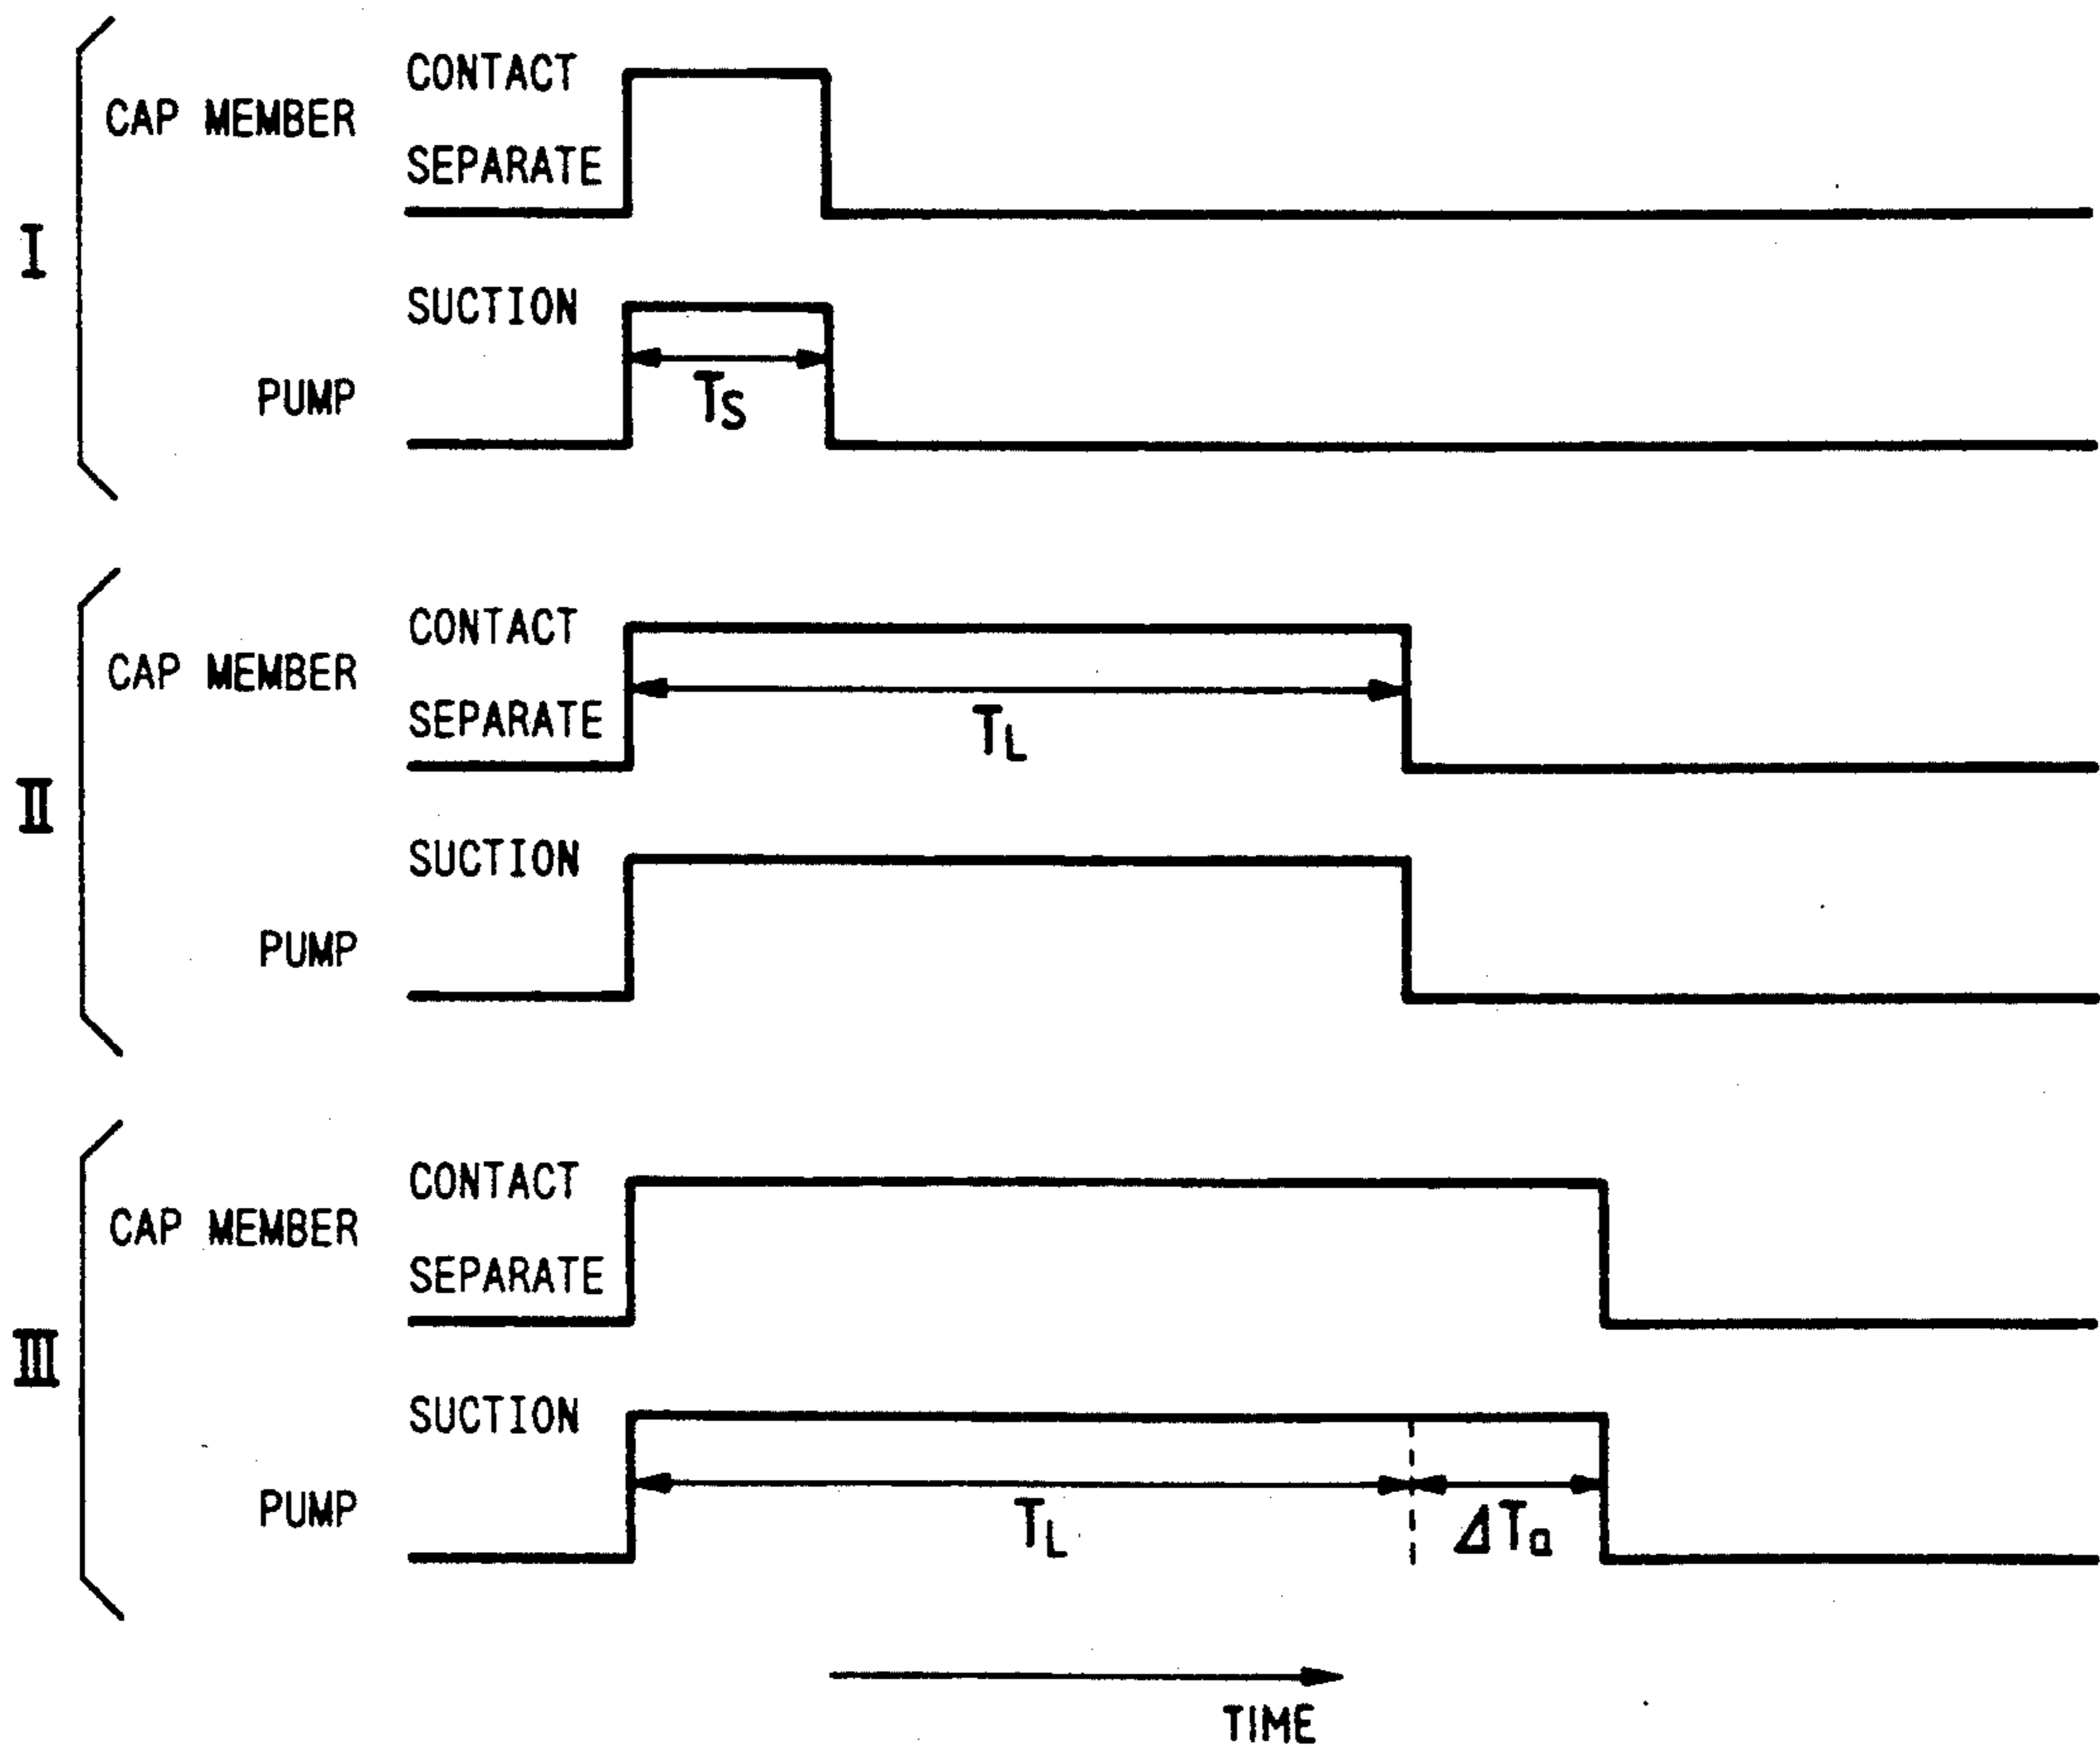 I
CAP MEMBER
CONTACT
SEPARATE
PUMP
SUCTION
TS
II
CAP MEMBER
CONTACT
SEPARATE
TL
PUMP
SUCTION
III
CAP MEMBER
CONTACT
SEPARATE
PUMP
SUCTION
TL
ΔTa
TIME